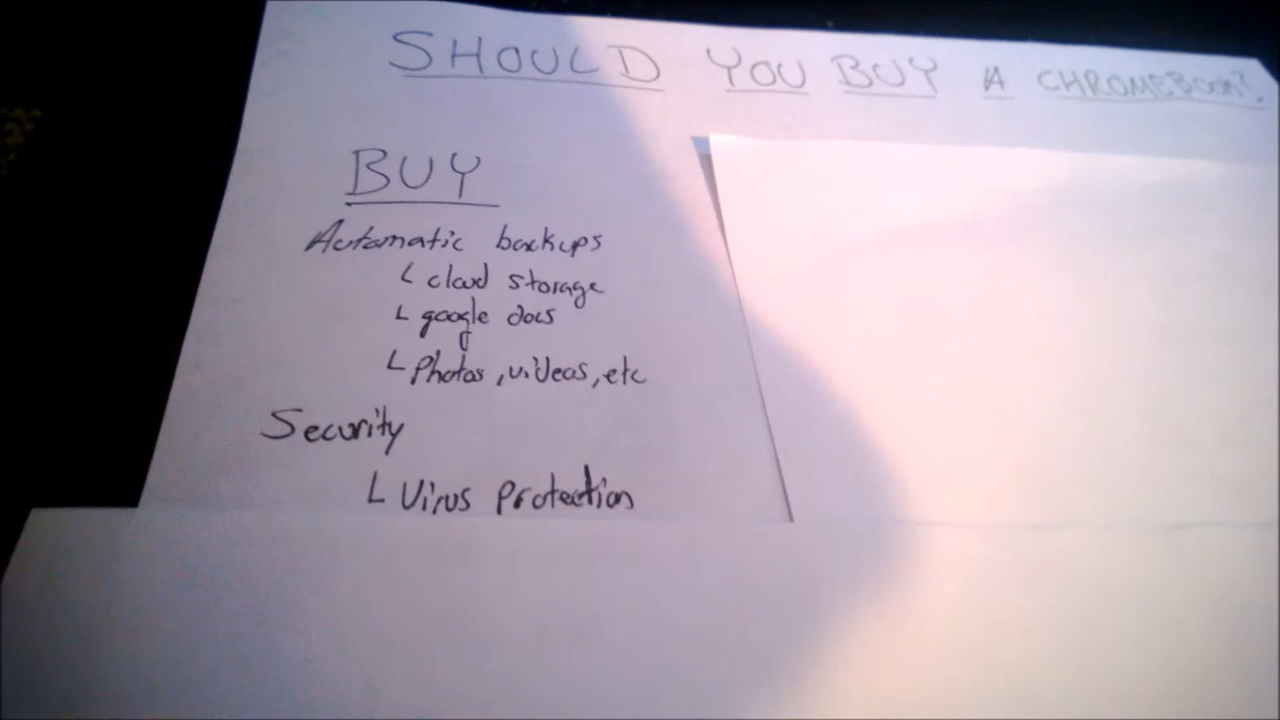 SHOULD YOU BUY A CHROMEBOOK?
BUY
Automatic backups
└ cloud storage
└ google docs
└ Photos, videos, etc
Security
└ Virus Protection